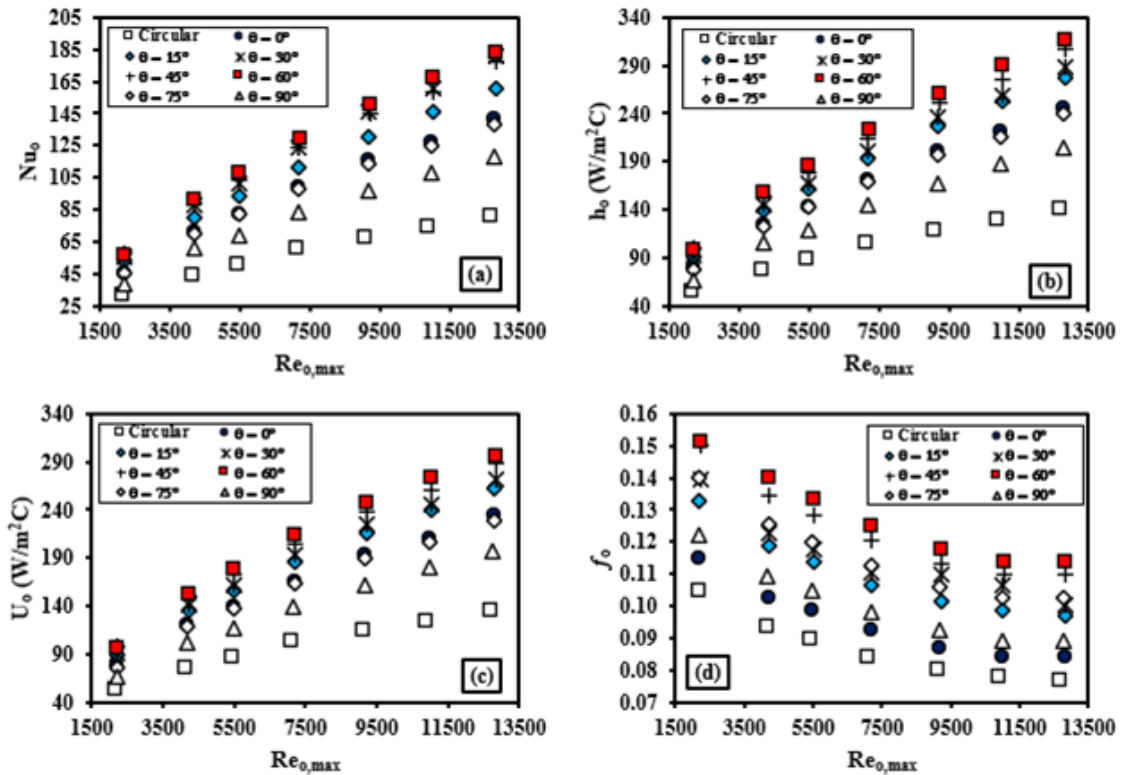 205
185
165
145
125
105
85
65
45
25
Nu₀
Circular
θ – 0°
θ – 15°
θ – 30°
θ – 45°
θ – 60°
θ – 75°
θ – 90°
(a)
1500 3500 5500 7500 9500 11500 13500
Re₀,max
340
290
240
190
140
90
40
h₀ (W/m²C)
Circular
θ – 0°
θ – 15°
θ – 30°
θ – 45°
θ – 60°
θ – 75°
θ – 90°
(b)
1500 3500 5500 7500 9500 11500 13500
Re₀,max
340
290
240
190
140
90
40
U₀ (W/m²C)
Circular
θ – 0°
θ – 15°
θ – 30°
θ – 45°
θ – 60°
θ – 75°
θ – 90°
(c)
1500 3500 5500 7500 9500 11500 13500
Re₀,max
0.16
0.15
0.14
0.13
0.12
0.11
0.10
0.09
0.08
0.07
f₀
Circular
θ – 0°
θ – 15°
θ – 30°
θ – 45°
θ – 60°
θ – 75°
θ – 90°
(d)
1500 3500 5500 7500 9500 11500 13500
Re₀,max